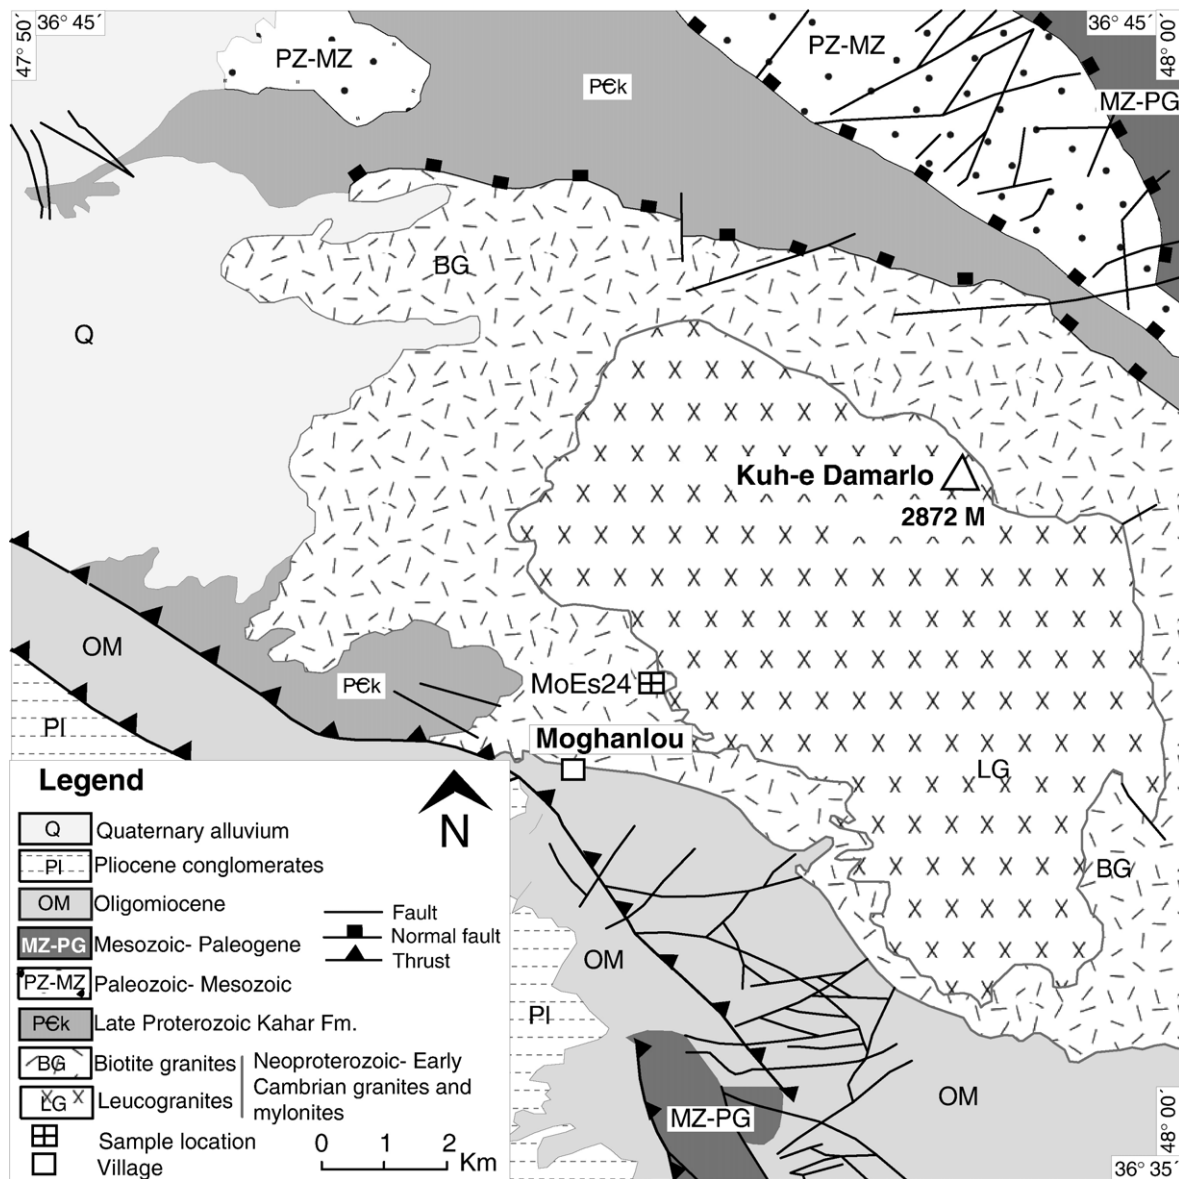 36° 45´
47° 50´
36° 45´
48° 00´
PZ-MZ
PZ-MZ
PЄk
MZ-PG
BG
Q
Kuh-e Damarlo
2872 M
OM
PЄk
MoEs24
Moghanlou
PI
LG
BG
OM
PI
OM
MZ-PG
48° 00´
36° 35´
Legend
N
Q Quaternary alluvium
PI Pliocene conglomerates
OM Oligomiocene
MZ-PG Mesozoic- Paleogene
PZ-MZ Paleozoic- Mesozoic
PЄk Late Proterozoic Kahar Fm.
BG Biotite granites
LG Leucogranites
Neoproterozoic- Early
Cambrian granites and
mylonites
Sample location
Village
Fault
Normal fault
Thrust
0 1 2
Km